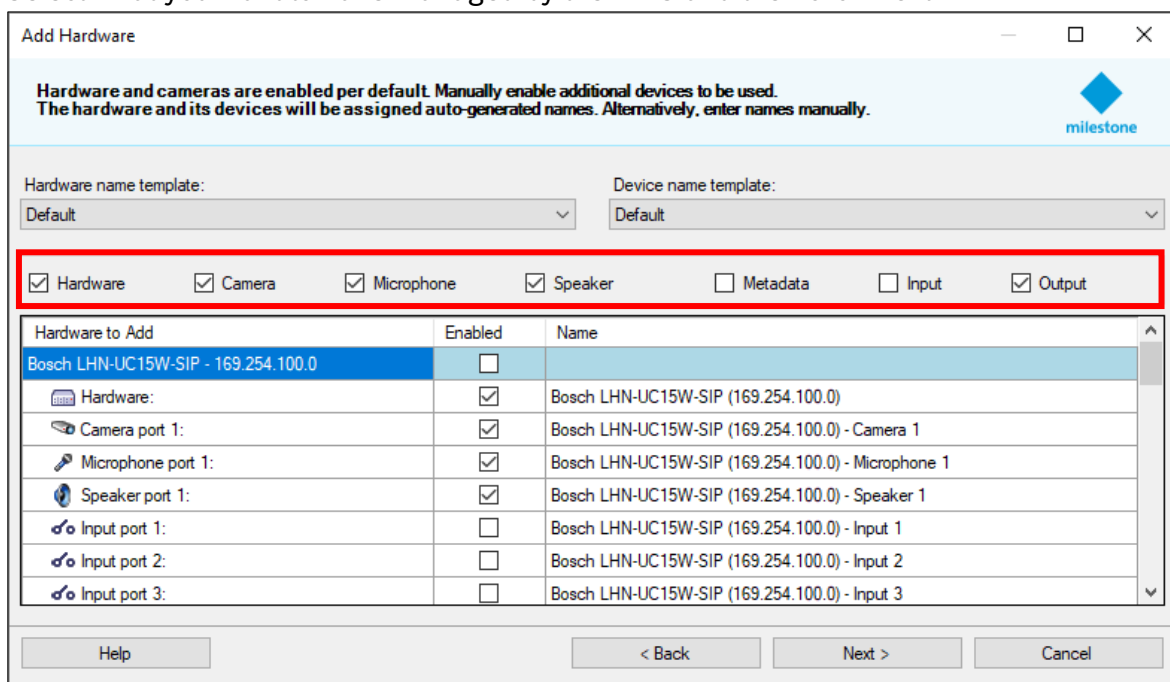 Add Hardware
Hardware and cameras are enabled per default. Manually enable additional devices to be used.
The hardware and its devices will be assigned auto-generated names. Alternatively, enter names manually.
milestone
Hardware name template: Device name template:
Default Default
Hardware Camera Microphone Speaker Metadata Input Output
Hardware to Add Enabled Name
Bosch LHN-UC15W-SIP - 169.254.100.0
Hardware: Bosch LHN-UC15W-SIP (169.254.100.0)
Camera port 1: Bosch LHN-UC15W-SIP (169.254.100.0) - Camera 1
Microphone port 1: Bosch LHN-UC15W-SIP (169.254.100.0) - Microphone 1
Speaker port 1: Bosch LHN-UC15W-SIP (169.254.100.0) - Speaker 1
Input port 1: Bosch LHN-UC15W-SIP (169.254.100.0) - Input 1
Input port 2: Bosch LHN-UC15W-SIP (169.254.100.0) - Input 2
Input port 3: Bosch LHN-UC15W-SIP (169.254.100.0) - Input 3
Help < Back Next > Cancel